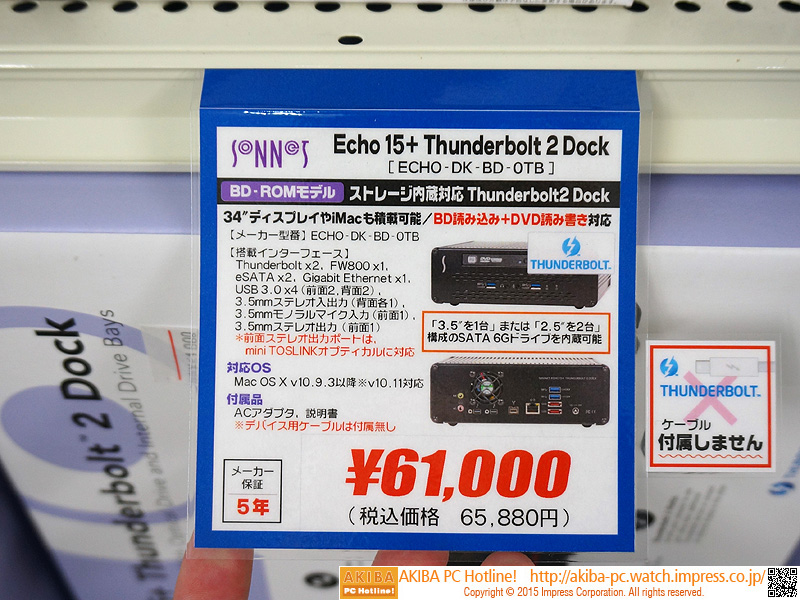 SONNeT
Echo 15+ Thunderbolt 2 Dock
[ECHO-DK-BD-0TB]
BD-ROMモデル ストレージ内蔵対応 Thunderbolt2 Dock
34"ディスプレイやiMacも積載可能/BD読み込み+DVD読み書き対応
【メーカー型番】ECHO-DK-BD-0TB
【搭載インターフェース】
Thunderbolt x2, FW800 x1,
eSATA x2, Gigabit Ethernet x1,
USB 3.0 x4 (前面2,背面2),
3.5mmステレオ入出力 (背面各1),
3.5mmモノラルマイク入力 (前面1),
3.5mmステレオ出力 (前面1)
*前面ステレオ出力ポートは,
mini TOSLINKオプティカルに対応
THUNDERBOLT™
「3.5"を1台」または「2.5"を2台」
構成のSATA 6Gドライブを内蔵可能
対応OS
Mac OS X v10.9.3以降※v10.11対応
付属品
ACアダプタ, 説明書
※デバイス用ケーブルは付属無し
メーカー
保証
5年
¥61,000
(税込価格 65,880円)
THUNDERBOLT™
ケーブル
付属しません
Thunderbolt™ 2 Dock
and Internal Drive Bays
AKIBA
PC Hotline!
AKIBA PC Hotline! http://akiba-pc.watch.impress.co.jp/
Copyright © 2015 Impress Corporation. All rights reserved.